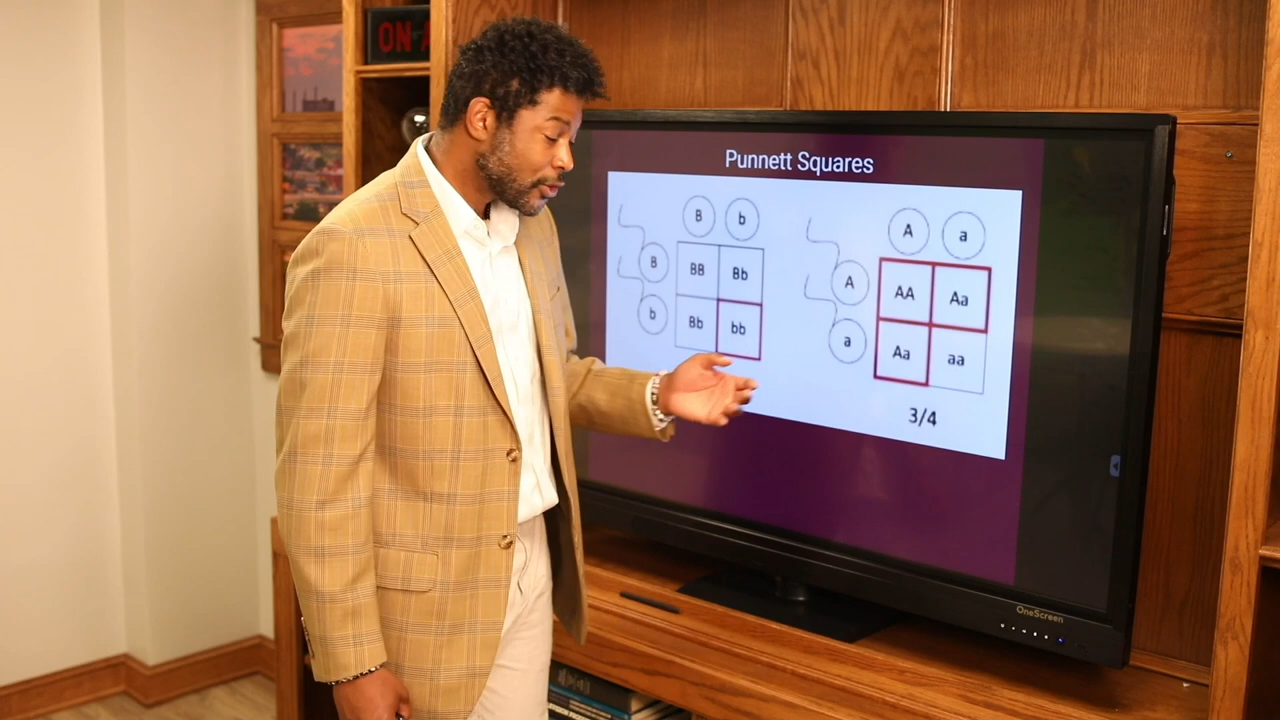 ON A
Punnett Squares
B b
B BB Bb
b Bb bb
A a
A AA Aa
a Aa aa
3/4
OneScreen